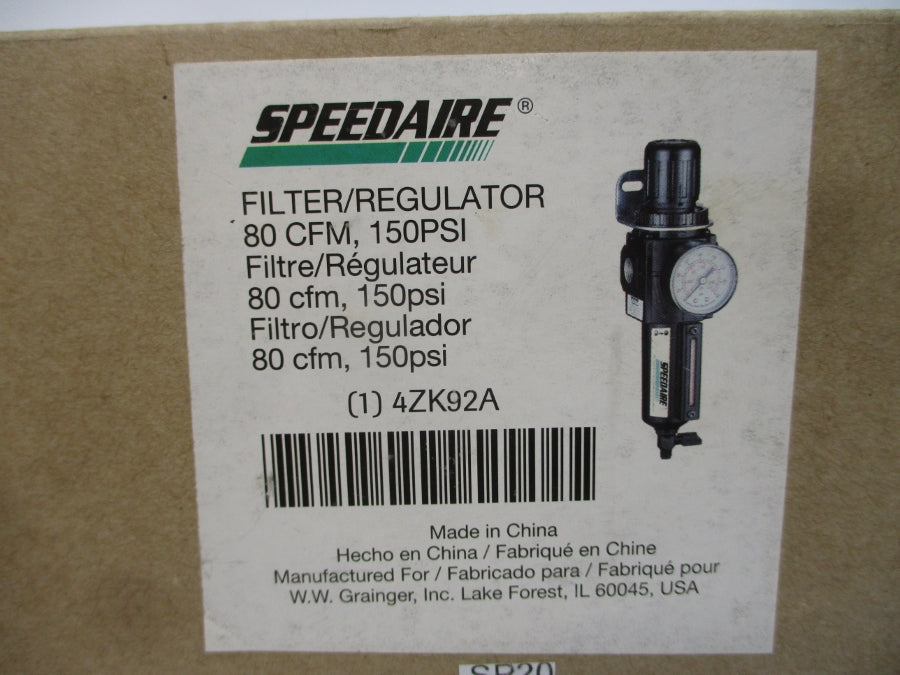 SPEEDAIRE®
FILTER/REGULATOR
80 CFM, 150PSI
Filtre/Régulateur
80 cfm, 150psi
Filtro/Regulador
80 cfm, 150psi
(1) 4ZK92A
SPEEDAIRE
Made in China
Hecho en China / Fabriqué en Chine
Manufactured For / Fabricado para / Fabriqué pour
W.W. Grainger, Inc. Lake Forest, IL 60045, USA
SR20